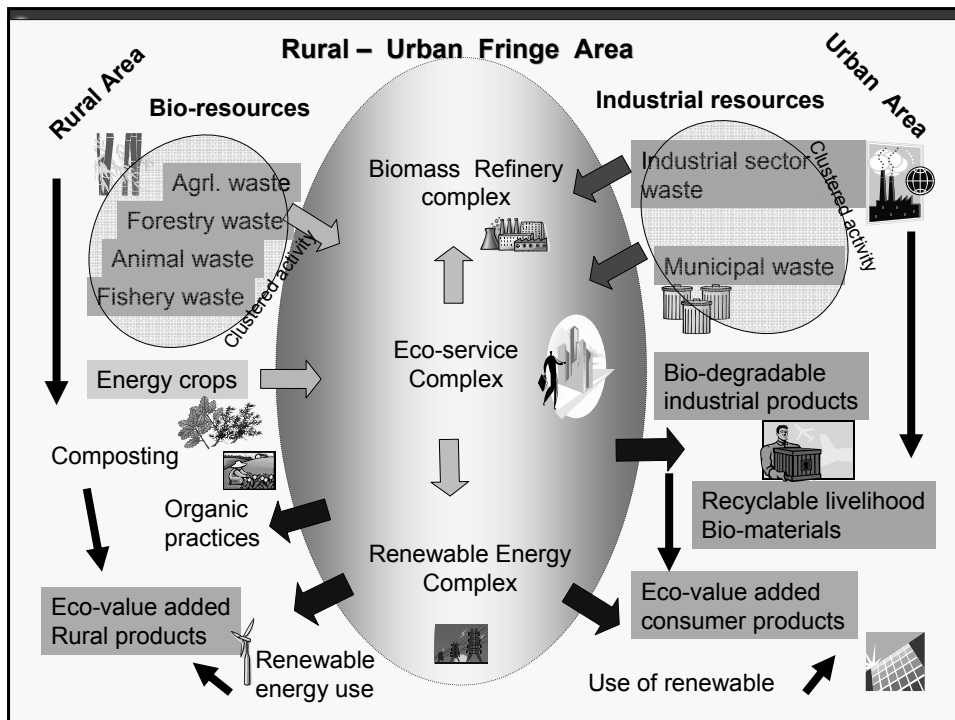 Rural – Urban Fringe Area
Rural Area
Urban Area
Bio-resources
Industrial resources
Agrl. waste
Forestry waste
Animal waste
Fishery waste
Clustered activity
Biomass Refinery
complex
Industrial sector
waste
Municipal waste
Clustered activity
Energy crops
Eco-service
Complex
Bio-degradable
industrial products
Composting
Organic
practices
Recyclable livelihood
Bio-materials
Renewable Energy
Complex
Eco-value added
Rural products
Eco-value added
consumer products
Renewable
energy use
Use of renewable